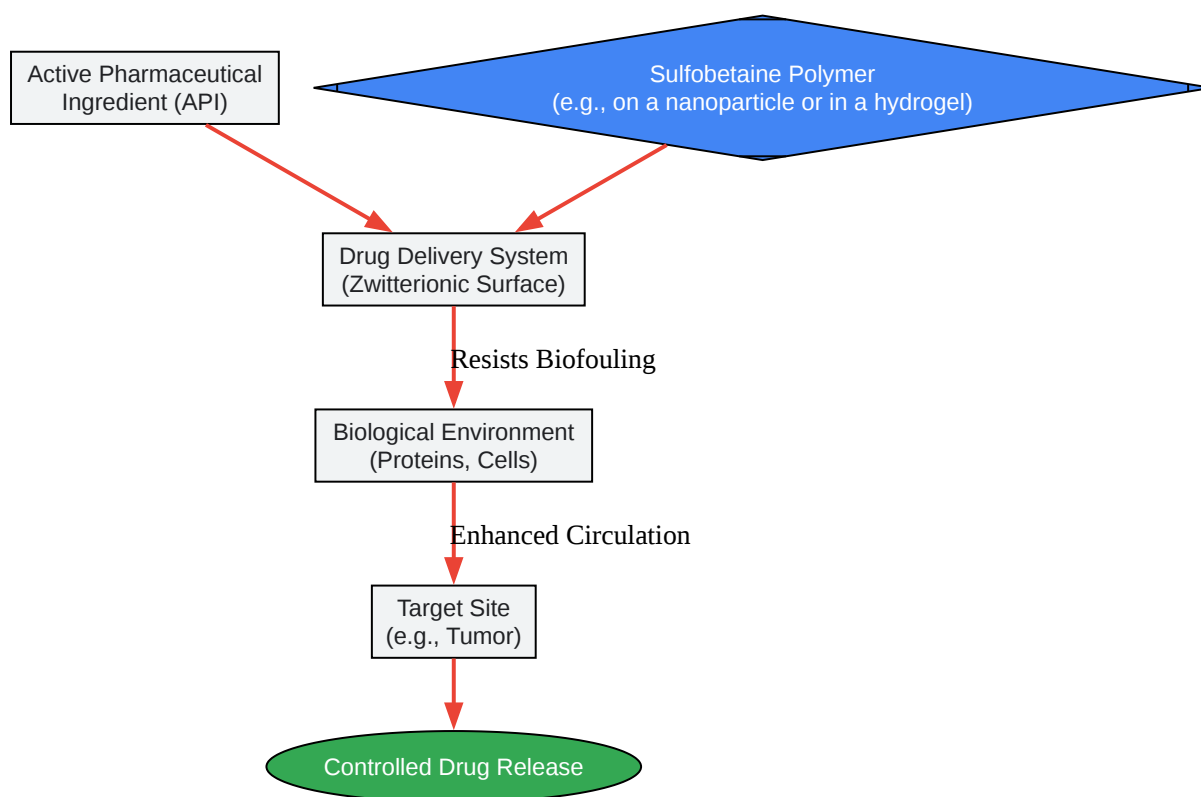 Active Pharmaceutical
Ingredient (API)
Sulfobetaine Polymer
(e.g., on a nanoparticle or in a hydrogel)
Drug Delivery System
(Zwitterionic Surface)
Resists Biofouling
Biological Environment
(Proteins, Cells)
Enhanced Circulation
Target Site
(e.g., Tumor)
Controlled Drug Release